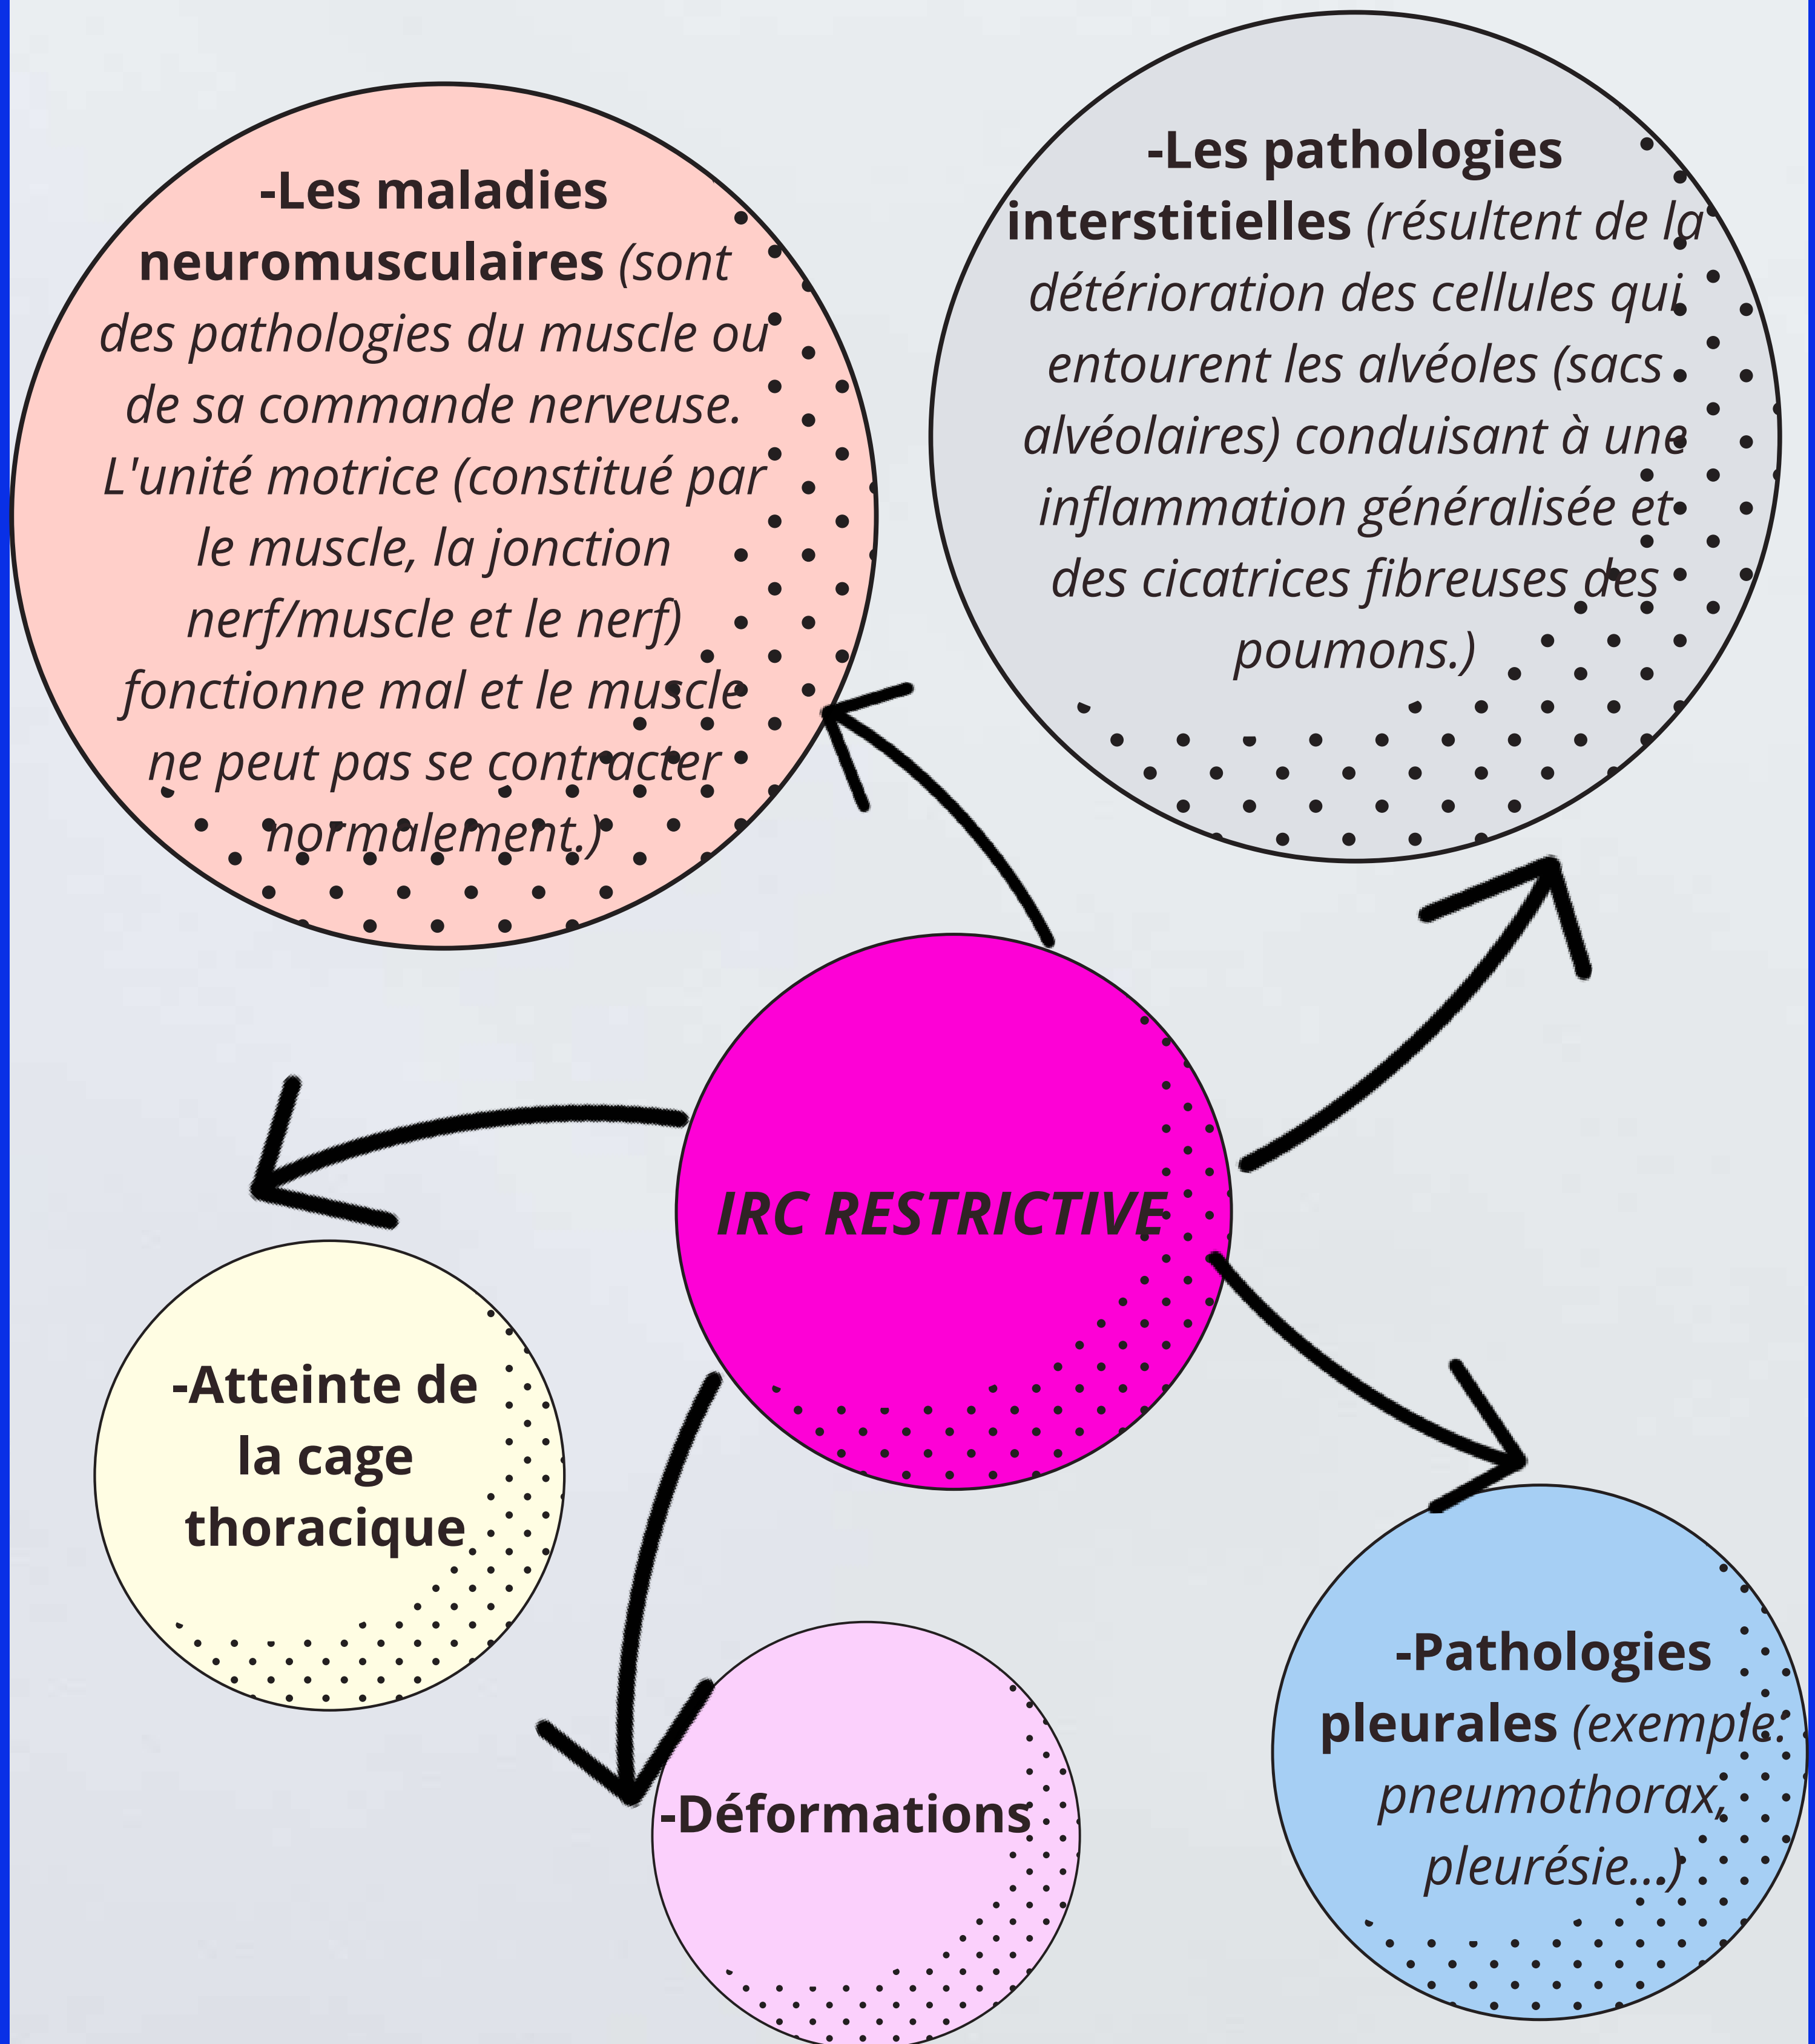 -Les maladies
neuromusculaires (sont
des pathologies du muscle ou
de sa commande nerveuse.
L'unité motrice (constitué par
le muscle, la jonction
nerf/muscle et le nerf)
fonctionne mal et le muscle
ne peut pas se contracter
normalement.)
-Les pathologies
interstitielles (résultent de la
détérioration des cellules qui
entourent les alvéoles (sacs
alvéolaires) conduisant à une
inflammation généralisée et
des cicatrices fibreuses des
poumons.)
IRC RESTRICTIVE
-Atteinte de
la cage
thoracique
-Déformations
-Pathologies
pleurales (exemple:
pneumothorax,
pleurésie...)